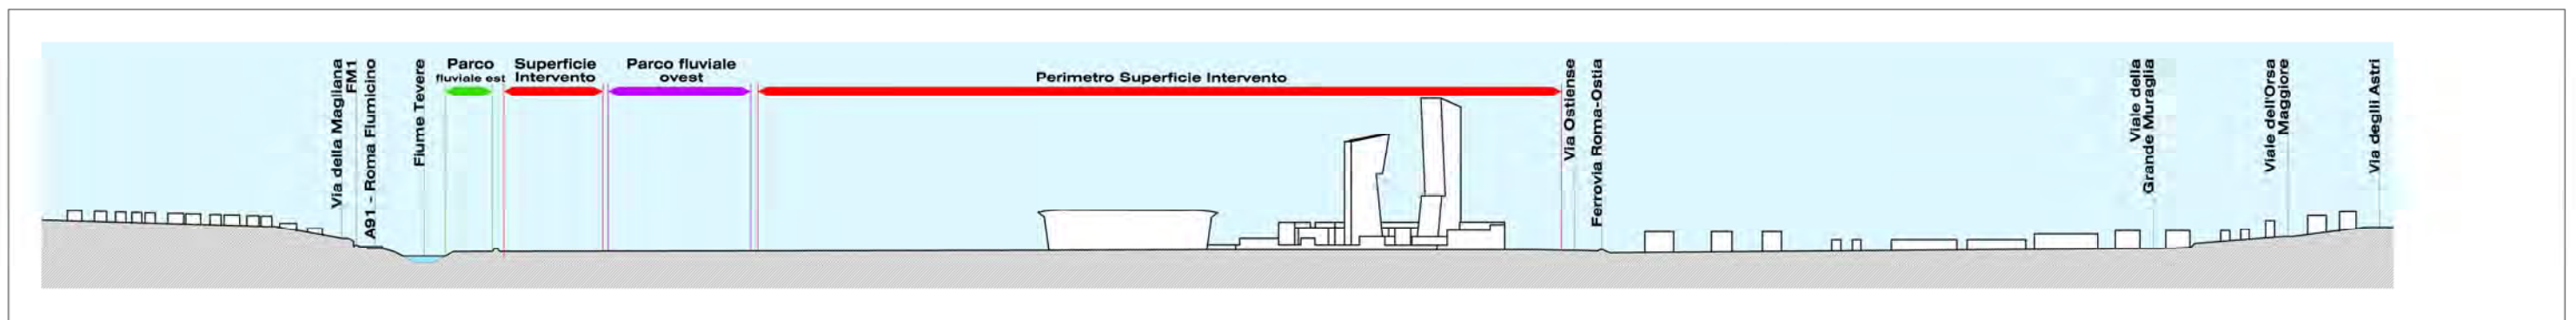 Via della Magliana
FM1
A91 - Roma Fiumicino
Fiume Tevere
Parco
fluviale est
Superficie
Intervento
Parco fluviale
ovest
Perimetro Superficie Intervento
Via Ostiense
Ferrovia Roma-Ostia
Viale della
Grande Muraglia
Viale dell'Orsa
Maggiore
Via deglli Astri